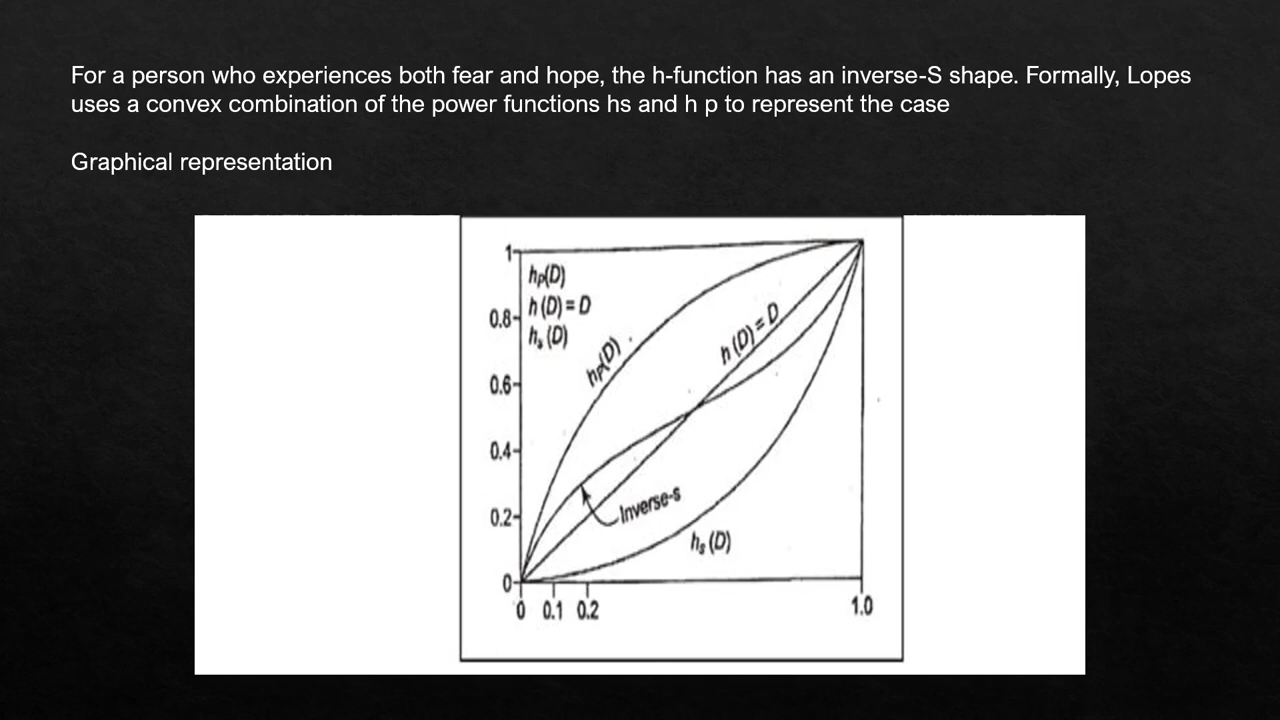 For a person who experiences both fear and hope, the h-function has an inverse-S shape. Formally, Lopes
uses a convex combination of the power functions hs and h p to represent the case
Graphical representation
1
hP(D)
h (D) = D
0.8
hs (D)
hP(D)
h (D) = D
0.6
0.4
Inverse-s
0.2
hs (D)
0
0 0.1 0.2 1.0